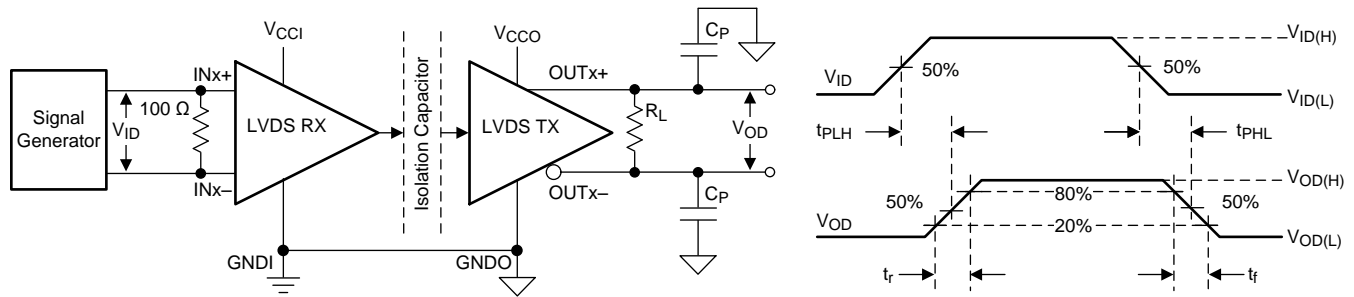 Signal
Generator
V_ID
100 Ω
INx+
INx–
V_CCI
LVDS RX
GNDI
Isolation Capacitor
V_CCO
LVDS TX
GNDO
OUTx+
OUTx–
R_L
C_P
C_P
V_OD
V_ID
50%
50%
V_ID(H)
V_ID(L)
t_PLH
t_PHL
V_OD
50%
80%
20%
50%
V_OD(H)
V_OD(L)
t_r
t_f